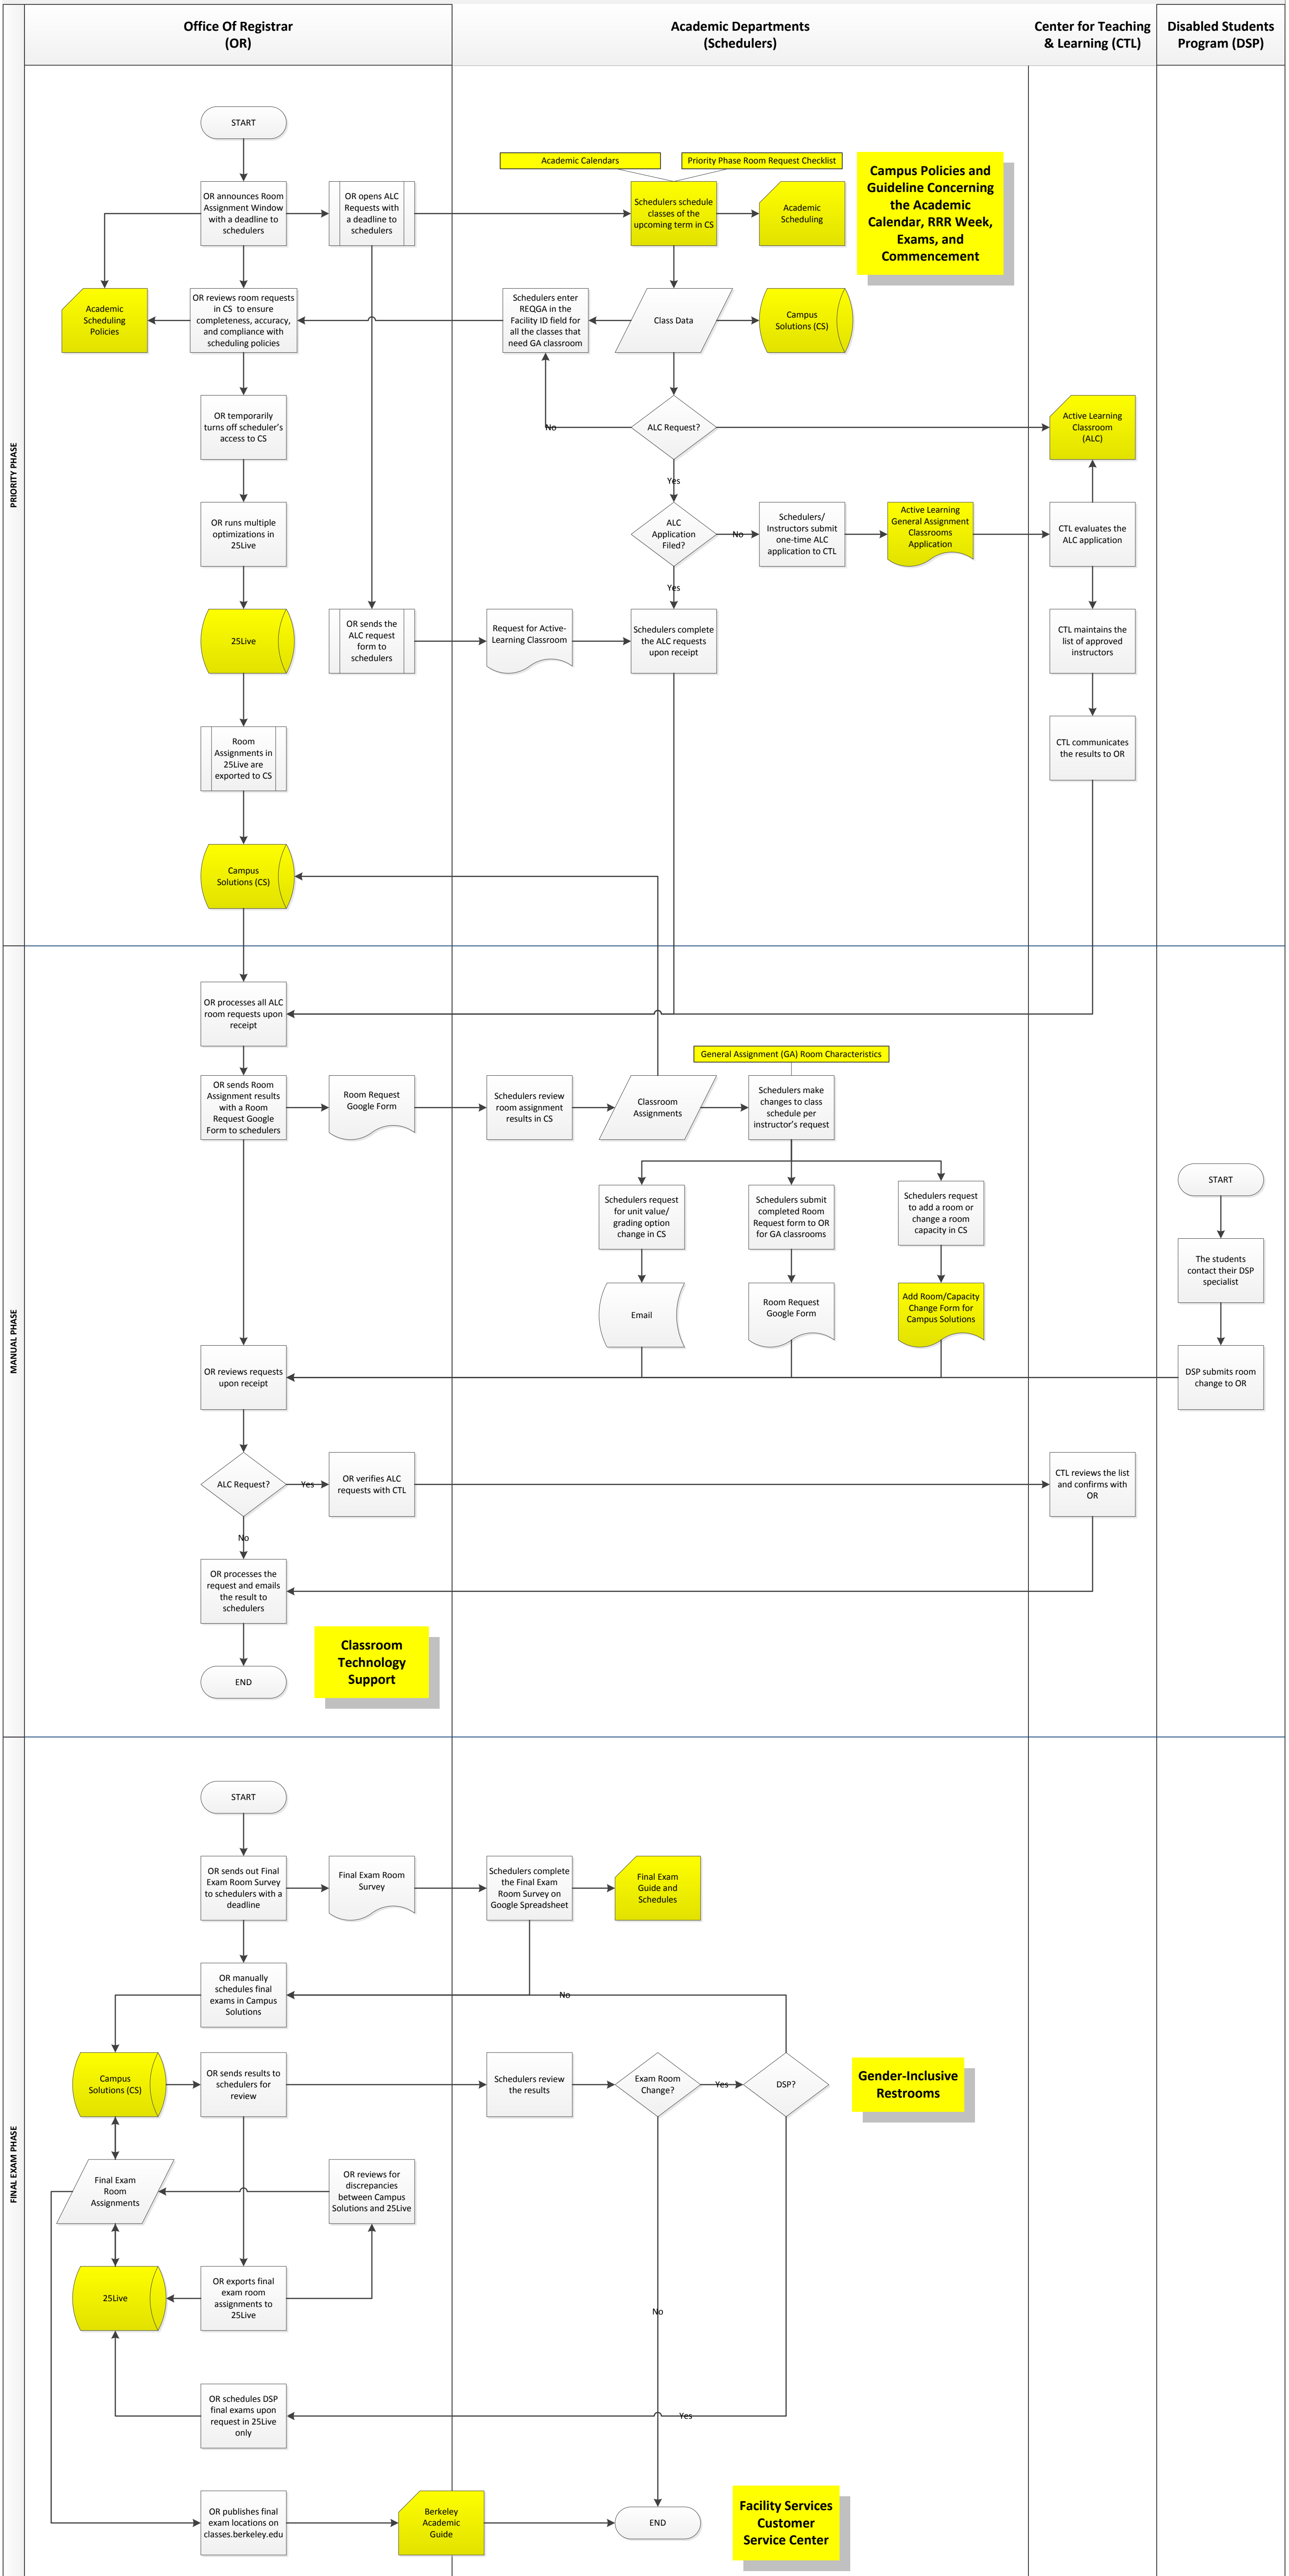 Office Of Registrar
(OR)
Academic Departments
(Schedulers)
Center for Teaching
& Learning (CTL)
Disabled Students
Program (DSP)
PRIORITY PHASE
START
Academic Calendars
Priority Phase Room Request Checklist
Campus Policies and
Guideline Concerning
the Academic
Calendar, RRR Week,
Exams, and
Commencement
OR announces Room
Assignment Window
with a deadline to
schedulers
OR opens ALC
Requests with
a deadline to
schedulers
Schedulers schedule
classes of the
upcoming term in CS
Academic
Scheduling
Academic
Scheduling
Policies
OR reviews room requests
in CS to ensure
completeness, accuracy,
and compliance with
scheduling policies
Schedulers enter
REQGA in the
Facility ID field for
all the classes that
need GA classroom
Class Data
Campus
Solutions (CS)
OR temporarily
turns off scheduler's
access to CS
No
ALC Request?
Active Learning
Classroom
(ALC)
Yes
OR runs multiple
optimizations in
25Live
ALC
Application
Filed?
No
Schedulers/
Instructors submit
one-time ALC
application to CTL
Active Learning
General Assignment
Classrooms
Application
CTL evaluates the
ALC application
Yes
25Live
OR sends the
ALC request
form to
schedulers
Request for Active-
Learning Classroom
Schedulers complete
the ALC requests
upon receipt
CTL maintains the
list of approved
instructors
Room
Assignments in
25Live are
exported to CS
CTL communicates
the results to OR
Campus
Solutions (CS)
MANUAL PHASE
OR processes all ALC
room requests upon
receipt
General Assignment (GA) Room Characteristics
OR sends Room
Assignment results
with a Room
Request Google
Form to schedulers
Room Request
Google Form
Schedulers review
room assignment
results in CS
Classroom
Assignments
Schedulers make
changes to class
schedule per
instructor's request
START
Schedulers request
for unit value/
grading option
change in CS
Schedulers submit
completed Room
Request form to OR
for GA classrooms
Schedulers request
to add a room or
change a room
capacity in CS
The students
contact their DSP
specialist
Email
Room Request
Google Form
Add Room/Capacity
Change Form for
Campus Solutions
OR reviews requests
upon receipt
DSP submits room
change to OR
ALC Request?
Yes
OR verifies ALC
requests with CTL
CTL reviews the list
and confirms with
OR
No
OR processes the
request and emails
the result to
schedulers
Classroom
Technology
Support
END
FINAL EXAM PHASE
START
OR sends out Final
Exam Room Survey
to schedulers with a
deadline
Final Exam Room
Survey
Schedulers complete
the Final Exam
Room Survey on
Google Spreadsheet
Final Exam
Guide and
Schedules
OR manually
schedules final
exams in Campus
Solutions
No
Campus
Solutions (CS)
OR sends results to
schedulers for
review
Schedulers review
the results
Exam Room
Change?
Yes
DSP?
Gender-Inclusive
Restrooms
Final Exam
Room
Assignments
OR reviews for
discrepancies
between Campus
Solutions and 25Live
25Live
OR exports final
exam room
assignments to
25Live
No
OR schedules DSP
final exams upon
request in 25Live
only
Yes
OR publishes final
exam locations on
classes.berkeley.edu
Berkeley
Academic
Guide
END
Facility Services
Customer
Service Center